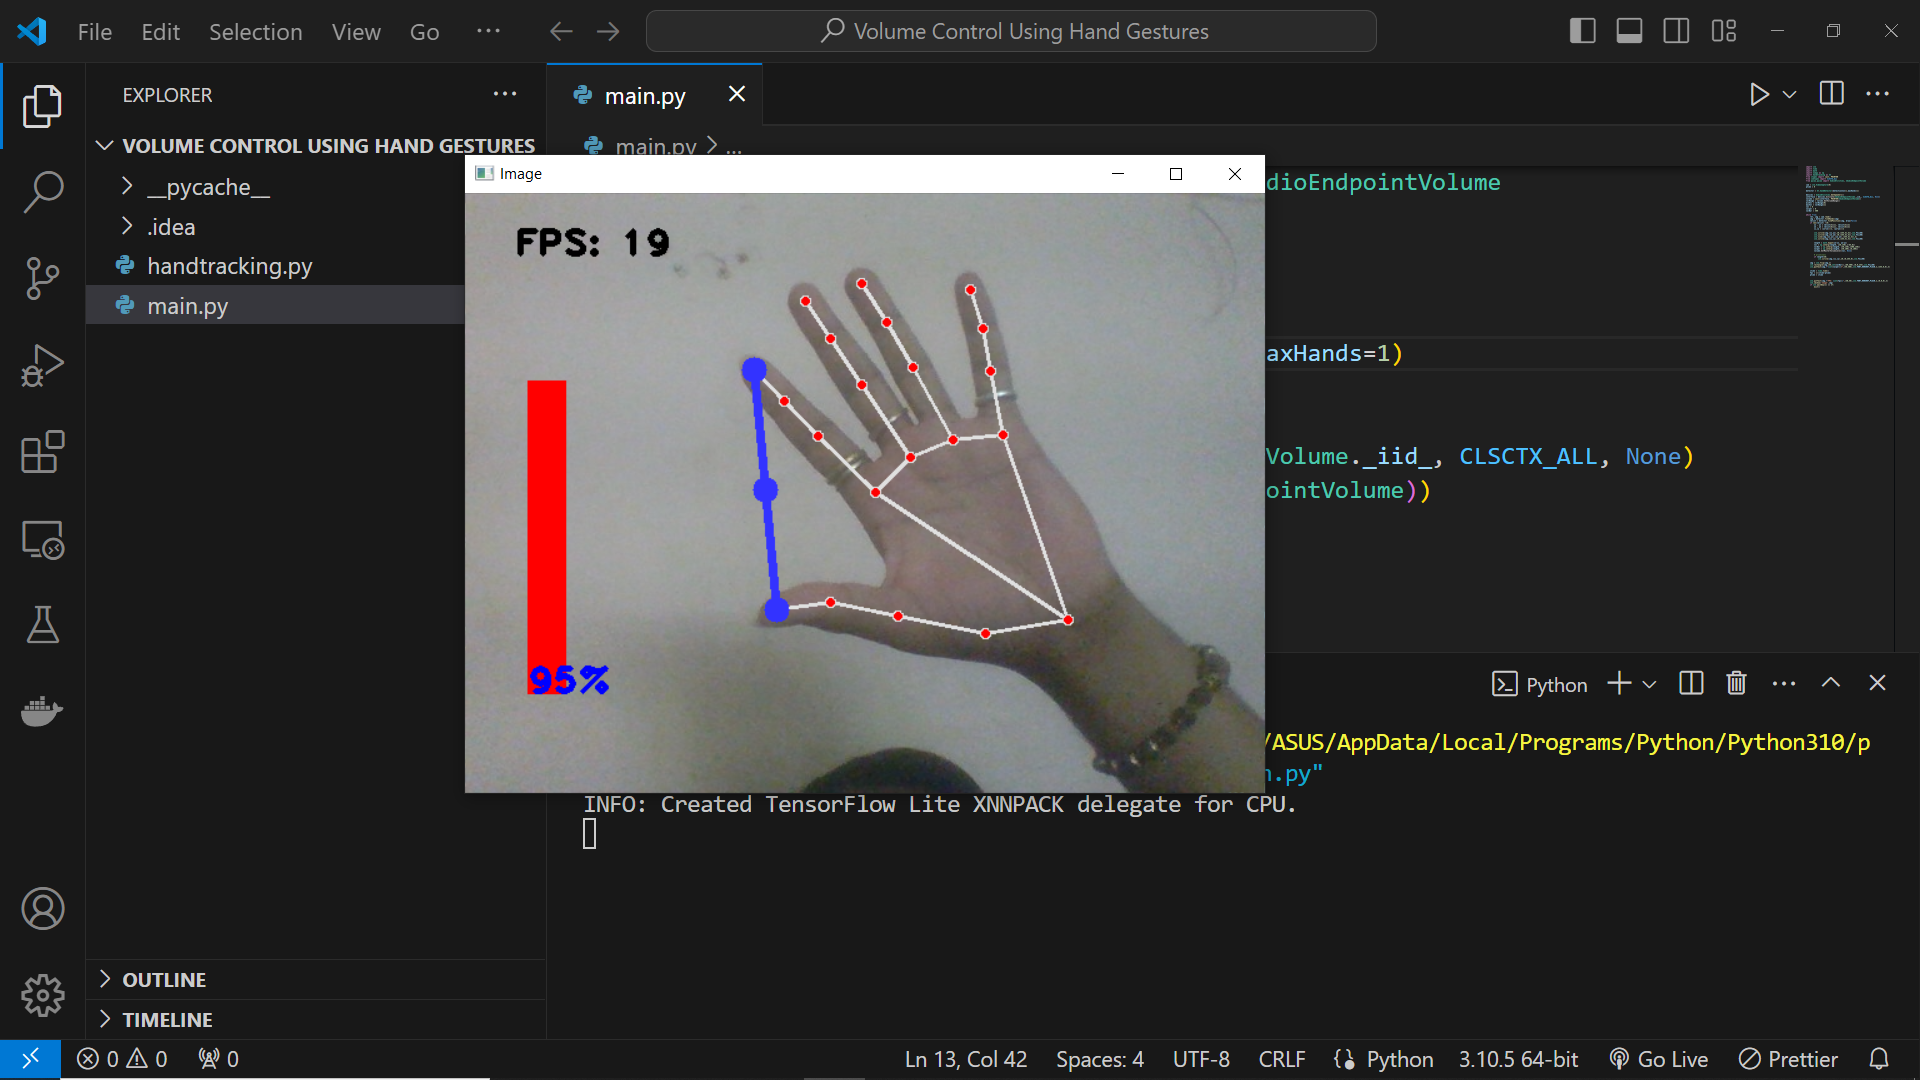 File Edit Selection View Go ···
Volume Control Using Hand Gestures
EXPLORER
VOLUME CONTROL USING HAND GESTURES
__pycache__
.idea
handtracking.py
main.py
main.py
main.py > ...
Image
FPS: 19
95%
dioEndpointVolume
axHands=1)
Volume._iid_, CLSCTX_ALL, None)
ointVolume))
Python
/ASUS/AppData/Local/Programs/Python/Python310/p
n.py"
INFO: Created TensorFlow Lite XNNPACK delegate for CPU.
OUTLINE
TIMELINE
0 0 0
Ln 13, Col 42 Spaces: 4 UTF-8 CRLF Python 3.10.5 64-bit Go Live Prettier